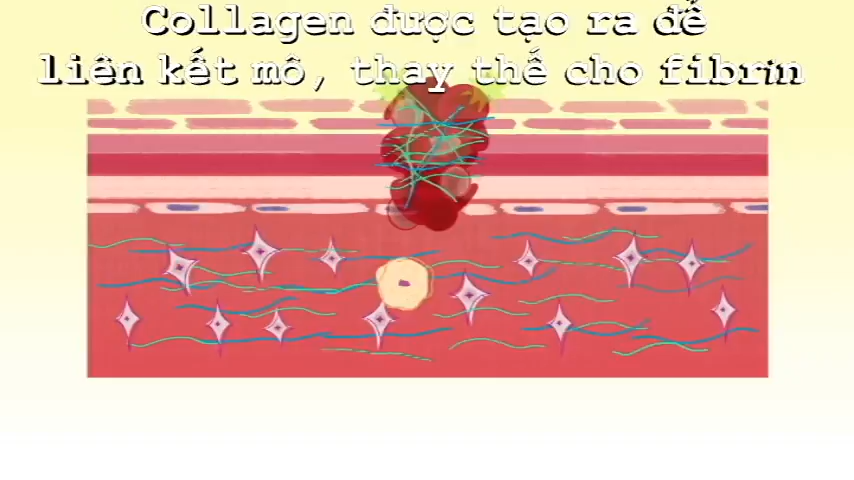 Collagen được tạo ra để
liên kết mô, thay thế cho fibrin